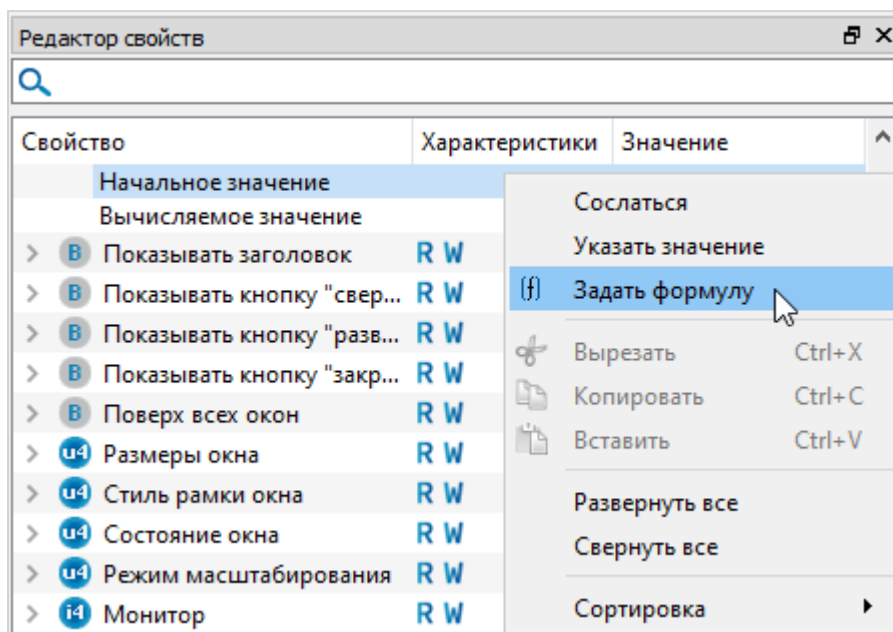 Редактор свойств
Свойство Характеристики Значение
Начальное значение
Вычисляемое значение
B Показывать заголовок R W
B Показывать кнопку "свер... R W
B Показывать кнопку "разв... R W
B Показывать кнопку "закр... R W
B Поверх всех окон R W
u4 Размеры окна R W
u4 Стиль рамки окна R W
u4 Состояние окна R W
u4 Режим масштабирования R W
i4 Монитор R W
Сослаться
Указать значение
(f) Задать формулу
Вырезать Ctrl+X
Копировать Ctrl+C
Вставить Ctrl+V
Развернуть все
Свернуть все
Сортировка